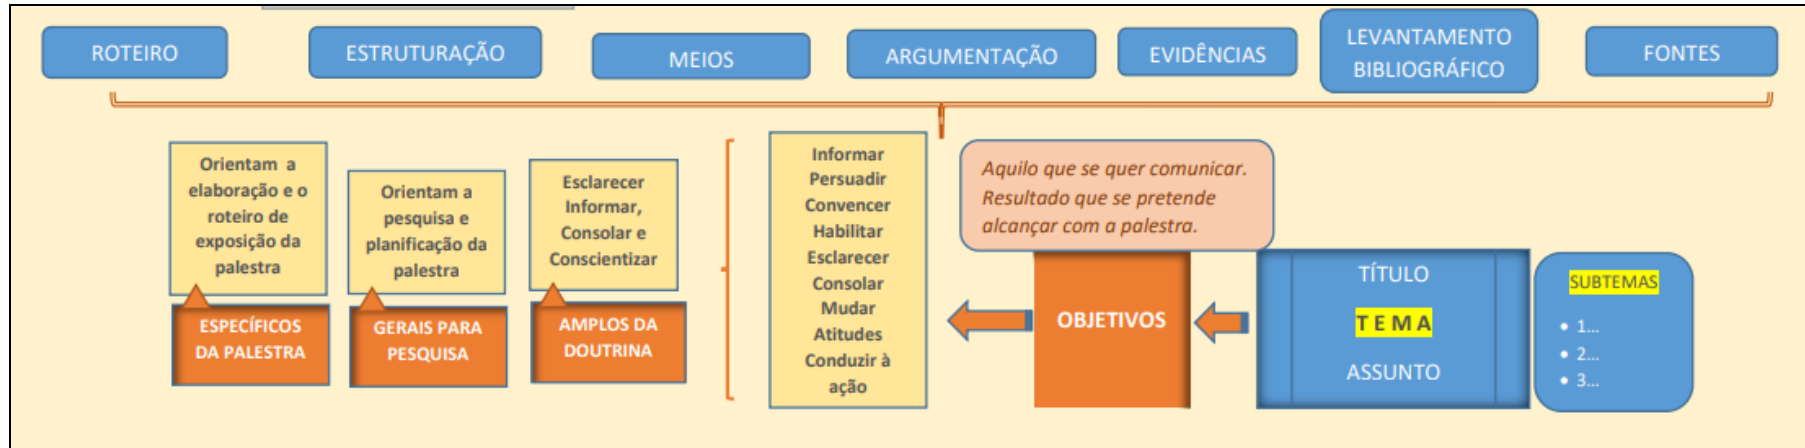 ROTEIRO
ESTRUTURAÇÃO
MEIOS
ARGUMENTAÇÃO
EVIDÊNCIAS
LEVANTAMENTO
BIBLIOGRÁFICO
FONTES
Orientam a
elaboração e o
roteiro de
exposição da
palestra
ESPECÍFICOS
DA PALESTRA
Orientam a
pesquisa e
planificação da
palestra
GERAIS PARA
PESQUISA
Esclarecer
Informar,
Consolar e
Conscientizar
AMPLOS DA
DOUTRINA
Informar
Persuadir
Convencer
Habilitar
Esclarecer
Consolar
Mudar
Atitudes
Conduzir à
ação
Aquilo que se quer comunicar.
Resultado que se pretende
alcançar com a palestra.
OBJETIVOS
TÍTULO
TEMA
ASSUNTO
SUBTEMAS
• 1...
• 2...
• 3...